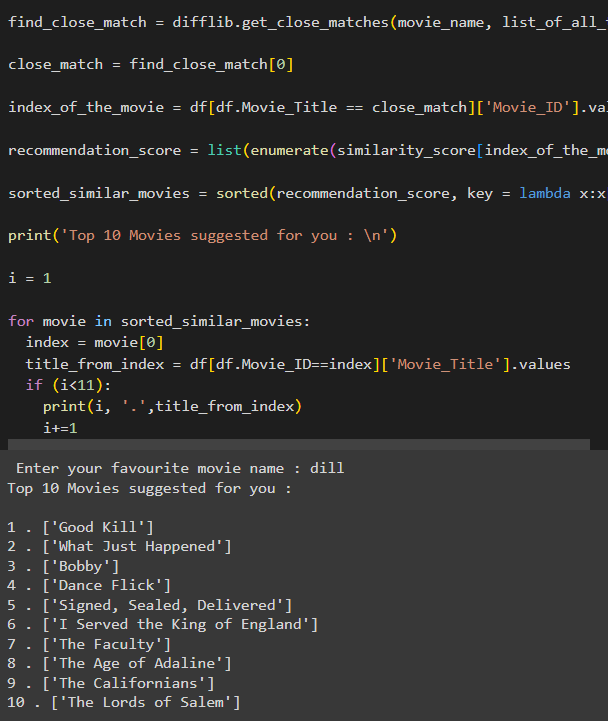 find_close_match = difflib.get_close_matches(movie_name, list_of_all_
close_match = find_close_match[0]
index_of_the_movie = df[df.Movie_Title == close_match]['Movie_ID'].va
recommendation_score = list(enumerate(similarity_score[index_of_the_m
sorted_similar_movies = sorted(recommendation_score, key = lambda x:x
print('Top 10 Movies suggested for you : \n')
i = 1
for movie in sorted_similar_movies:
  index = movie[0]
  title_from_index = df[df.Movie_ID==index]['Movie_Title'].values
  if (i<11):
    print(i, '.',title_from_index)
    i+=1
 Enter your favourite movie name : dill
Top 10 Movies suggested for you :
1 . ['Good Kill']
2 . ['What Just Happened']
3 . ['Bobby']
4 . ['Dance Flick']
5 . ['Signed, Sealed, Delivered']
6 . ['I Served the King of England']
7 . ['The Faculty']
8 . ['The Age of Adaline']
9 . ['The Californians']
10 . ['The Lords of Salem']